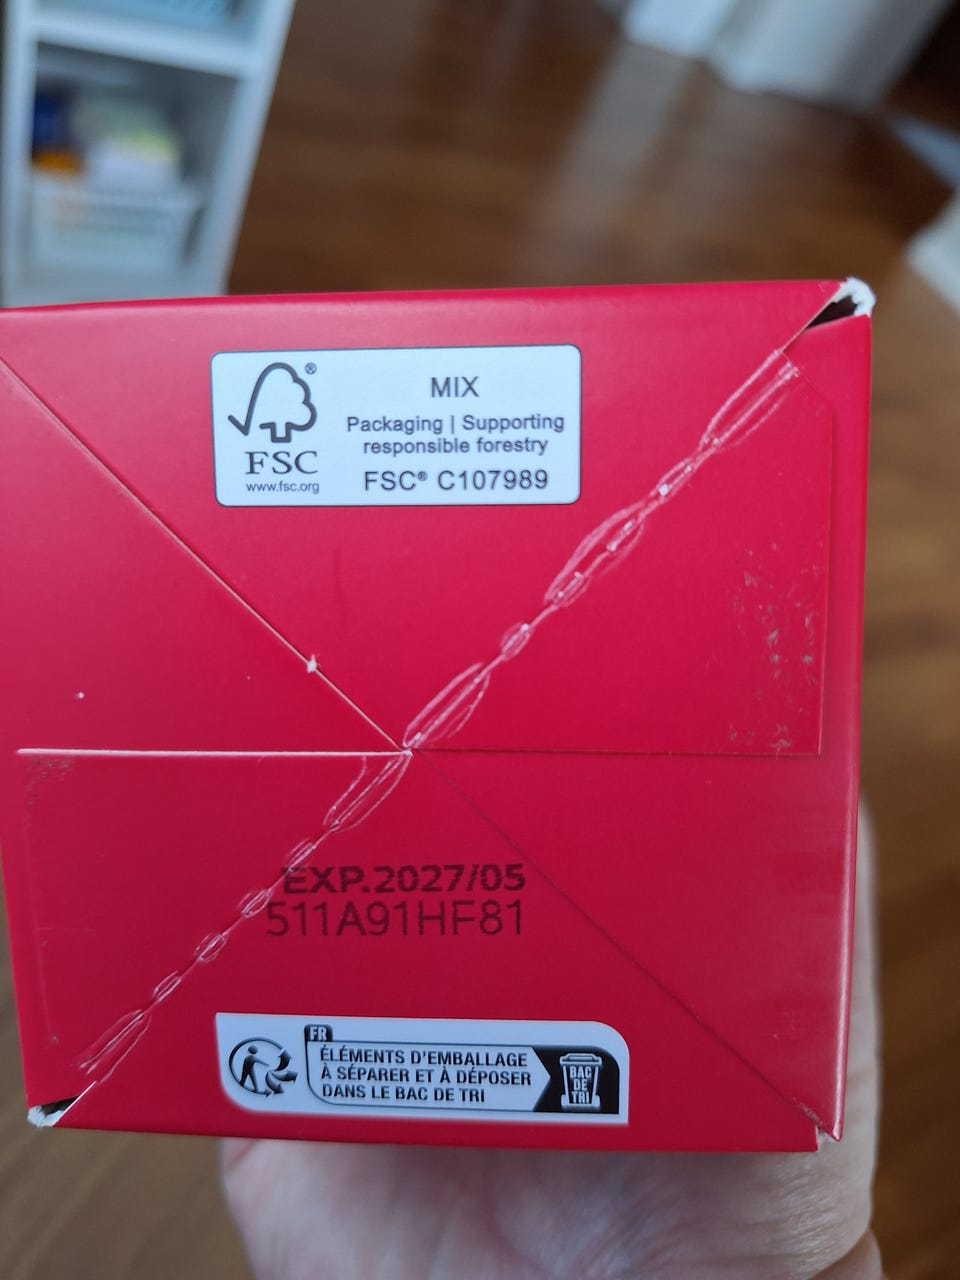 MIX
Packaging | Supporting
responsible forestry
FSC® C107989
FSC®
www.fsc.org
EXP.2027/05
511A91HF81
FR
ÉLÉMENTS D'EMBALLAGE
À SÉPARER ET À DÉPOSER
DANS LE BAC DE TRI
BAC
DE
TRI